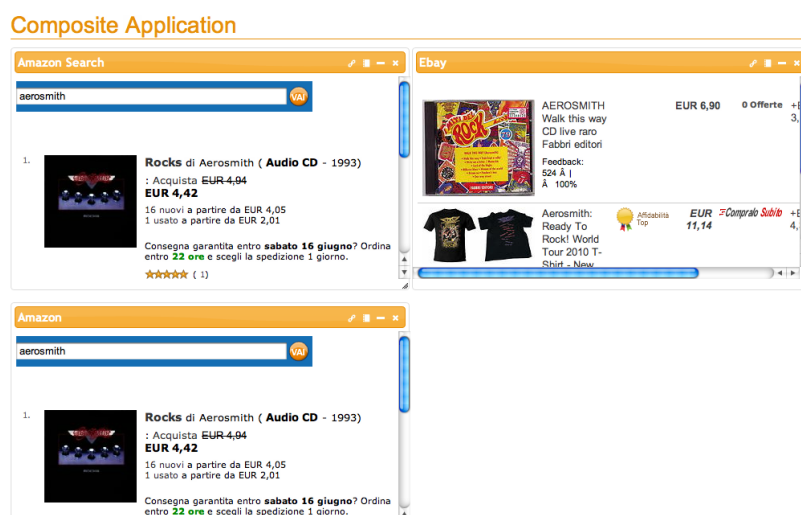 Composite Application
Amazon Search
aerosmith
VAI
1.
Rocks di Aerosmith ( Audio CD - 1993)
: Acquista EUR 4,94
EUR 4,42
16 nuovi a partire da EUR 4,05
1 usato a partire da EUR 2,01
Consegna garantita entro sabato 16 giugno? Ordina
entro 22 ore e scegli la spedizione 1 giorno.
( 1)
Ebay
ROCK
AEROSMITH
Walk this way
CD live raro
Fabbri editori
Feedback:
524 Â |
Â 100%
EUR 6,90
0 Offerte
+E
3,
Aerosmith:
Ready To
Rock! World
Tour 2010 T-
Shirt - New
Affidabilità
Top
EUR
11,14
Compralo Subito
+E
4,
Amazon
aerosmith
VAI
1.
Rocks di Aerosmith ( Audio CD - 1993)
: Acquista EUR 4,94
EUR 4,42
16 nuovi a partire da EUR 4,05
1 usato a partire da EUR 2,01
Consegna garantita entro sabato 16 giugno? Ordina
entro 22 ore e scegli la spedizione 1 giorno.